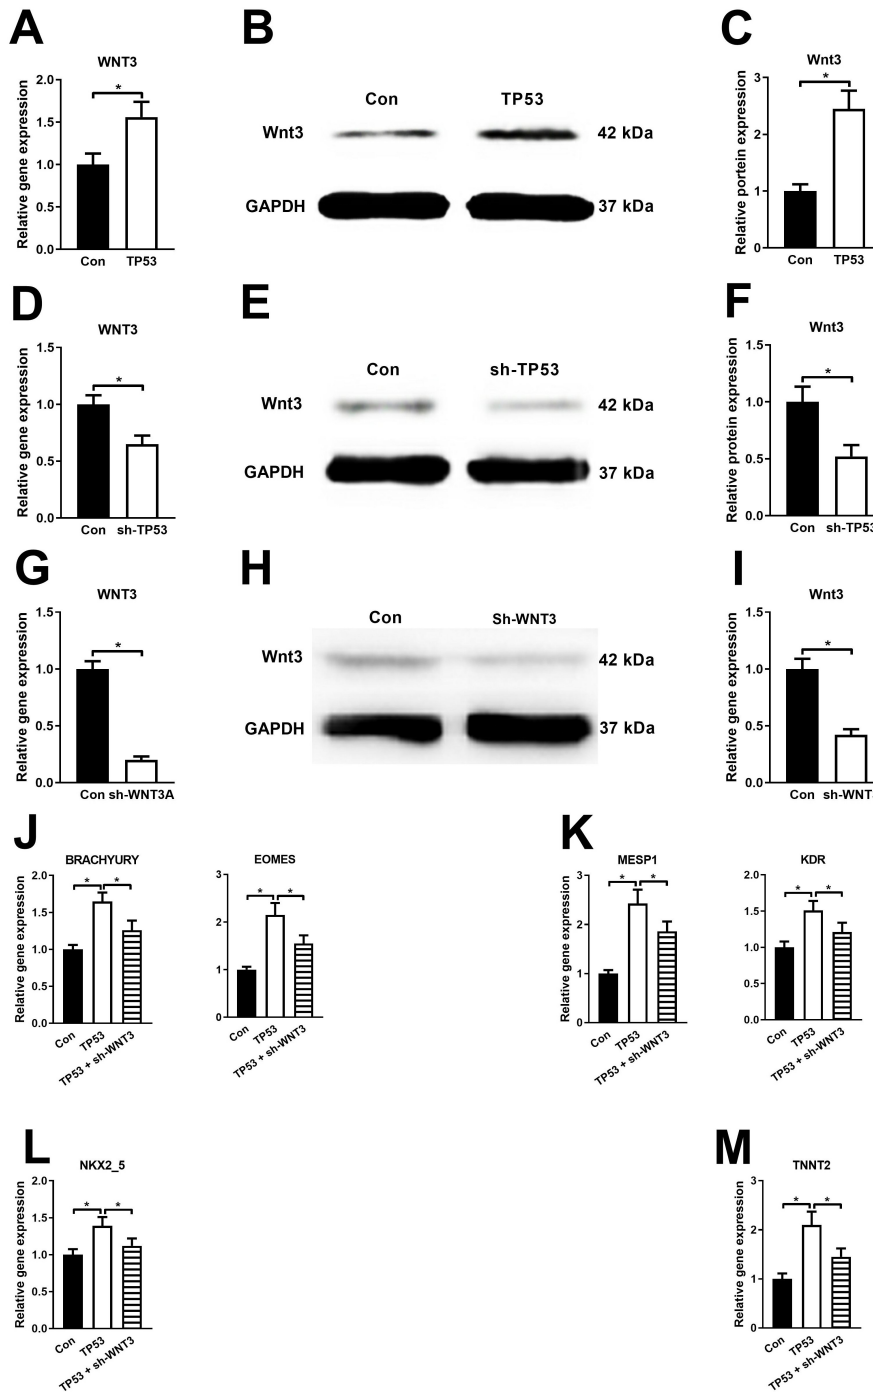 A
WNT3
Relative gene expression
2.0
1.5
1.0
0.5
0.0
*
Con TP53
B
Con TP53
Wnt3 42 kDa
GAPDH 37 kDa
C
Wnt3
Relative portein expression
3
2
1
0
*
Con TP53
D
WNT3
Relative gene expression
1.5
1.0
0.5
0.0
*
Con sh-TP53
E
Con sh-TP53
Wnt3 42 kDa
GAPDH 37 kDa
F
Wnt3
Relative protein expression
1.5
1.0
0.5
0.0
*
Con sh-TP53
G
WNT3
Relative gene expression
1.5
1.0
0.5
0.0
*
Con sh-WNT3A
H
Con Sh-WNT3
Wnt3 42 kDa
GAPDH 37 kDa
I
Wnt3
Relative gene expression
1.5
1.0
0.5
0.0
*
Con sh-WNT3
J
BRACHYURY
Relative gene expression
2.0
1.5
1.0
0.5
0.0
* *
Con
TP53
TP53 + sh-WNT3
EOMES
Relative gene expression
3
2
1
0
* *
Con
TP53
TP53 + sh-WNT3
K
MESP1
Relative gene expression
3
2
1
0
* *
Con
TP53
TP53 + sh-WNT3
KDR
Relative gene expression
2.0
1.5
1.0
0.5
0.0
* *
Con
TP53
TP53 + sh-WNT3
L
NKX2_5
Relative gene expression
2.0
1.5
1.0
0.5
0.0
* *
Con
TP53
TP53 + sh-WNT3
M
TNNT2
Relative gene expression
3
2
1
0
* *
Con
TP53
TP53 + sh-WNT3